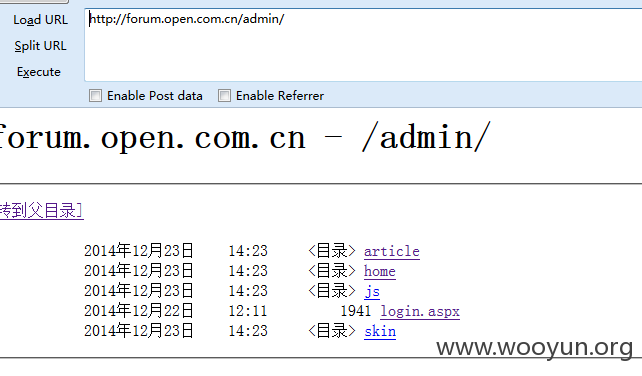 Load URL
http://forum.open.com.cn/admin/
Split URL
Execute
Enable Post data Enable Referrer
forum.open.com.cn - /admin/
转到父目录]
2014年12月23日 14:23 <目录> article
2014年12月23日 14:23 <目录> home
2014年12月23日 14:23 <目录> js
2014年12月22日 12:11 1941 login.aspx
2014年12月23日 14:23 <目录> skin
www.wooyun.org